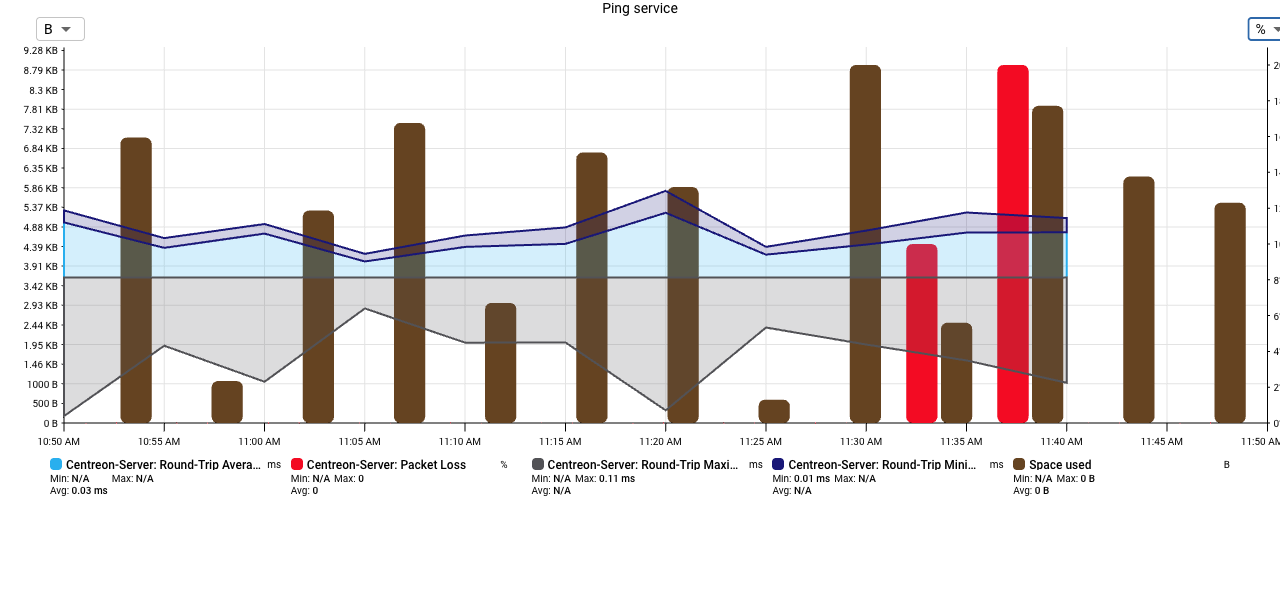 Ping service
B
%
9.28 KB
8.79 KB
8.3 KB
7.81 KB
7.32 KB
6.84 KB
6.35 KB
5.86 KB
5.37 KB
4.88 KB
4.39 KB
3.91 KB
3.42 KB
2.93 KB
2.44 KB
1.95 KB
1.46 KB
1000 B
500 B
0 B
10:50 AM 10:55 AM 11:00 AM 11:05 AM 11:10 AM 11:15 AM 11:20 AM 11:25 AM 11:30 AM 11:35 AM 11:40 AM 11:45 AM 11:50 AM
Centreon-Server: Round-Trip Avera... ms
Min: N/A Max: N/A
Avg: 0.03 ms
Centreon-Server: Packet Loss %
Min: N/A Max: 0
Avg: 0
Centreon-Server: Round-Trip Maxi... ms
Min: N/A Max: 0.11 ms
Avg: N/A
Centreon-Server: Round-Trip Mini... ms
Min: 0.01 ms Max: N/A
Avg: N/A
Space used B
Min: N/A Max: 0 B
Avg: 0 B